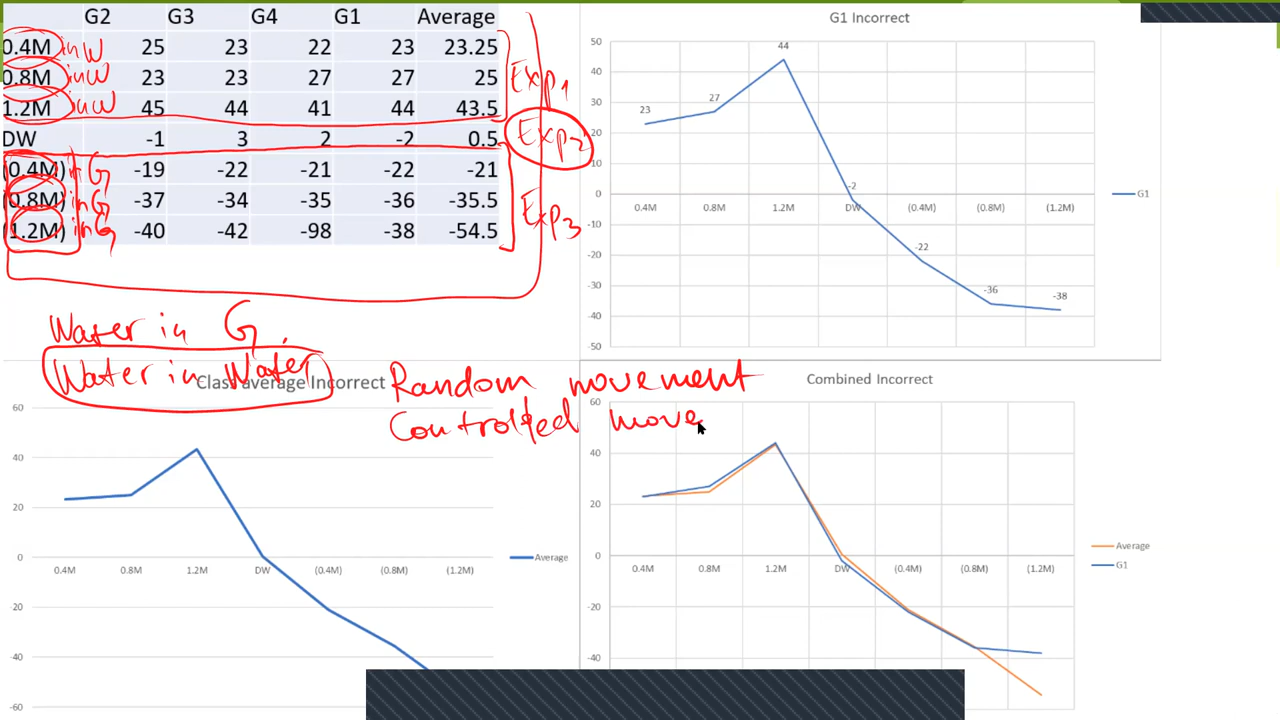 G2 G3 G4 G1 Average
0.4M in W 25 23 22 23 23.25
0.8M in W 23 23 27 27 25
1.2M in W 45 44 41 44 43.5
Exp1
DW -1 3 2 -2 0.5
Exp2
(0.4M) in G -19 -22 -21 -22 -21
(0.8M) in G -37 -34 -35 -36 -35.5
(1.2M) in G -40 -42 -98 -38 -54.5
Exp3
Water in G.
Water in Water
Random movement
Controlled move
G1 Incorrect
50
40
30
20
10
0
-10
-20
-30
-40
-50
23
27
44
-2
-22
-36
-38
0.4M 0.8M 1.2M DW (0.4M) (0.8M) (1.2M)
G1
Class average Incorrect
60
40
20
0
-20
-40
-60
0.4M 0.8M 1.2M DW (0.4M) (0.8M) (1.2M)
Average
Combined Incorrect
60
40
20
0
-20
-40
0.4M 0.8M 1.2M DW (0.4M) (0.8M) (1.2M)
Average
G1